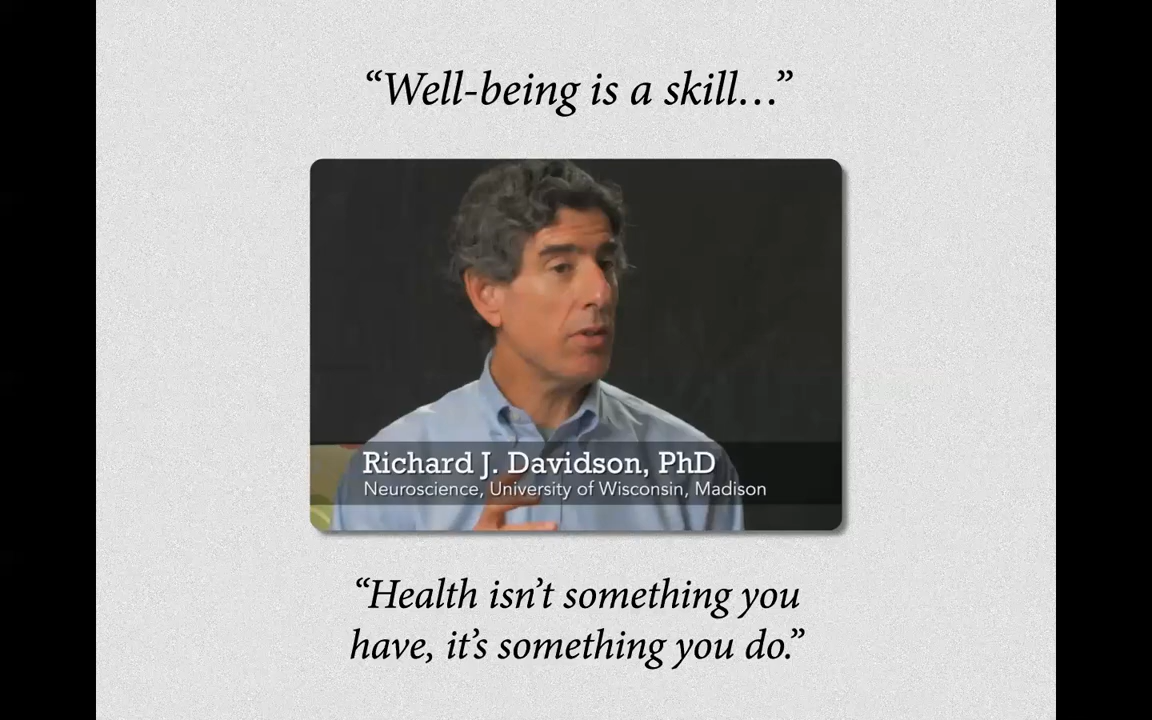 “Well-being is a skill…”
Richard J. Davidson, PhD
Neuroscience, University of Wisconsin, Madison
“Health isn’t something you
have, it’s something you do.”